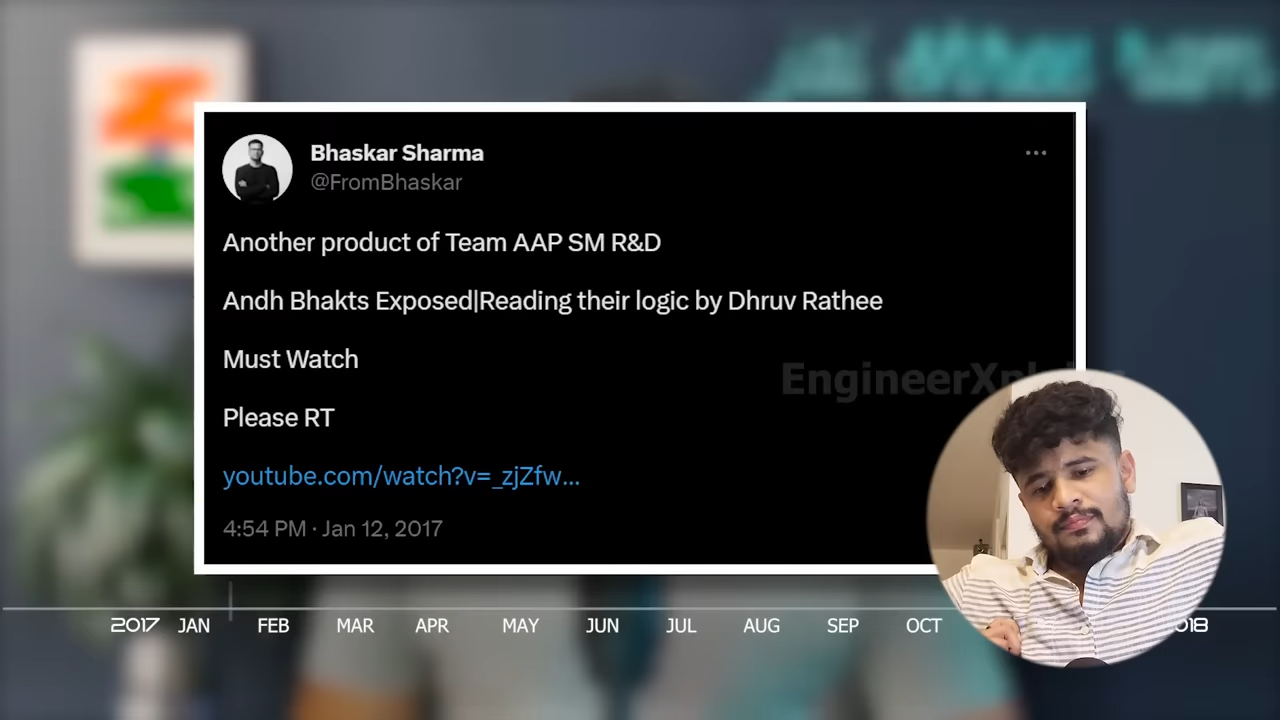 Bhaskar Sharma
@FromBhaskar
Another product of Team AAP SM R&D
Andh Bhakts Exposed|Reading their logic by Dhruv Rathee
Must Watch
Please RT
youtube.com/watch?v=_zjZfw...
4:54 PM · Jan 12, 2017
2017 JAN FEB MAR APR MAY JUN JUL AUG SEP OCT